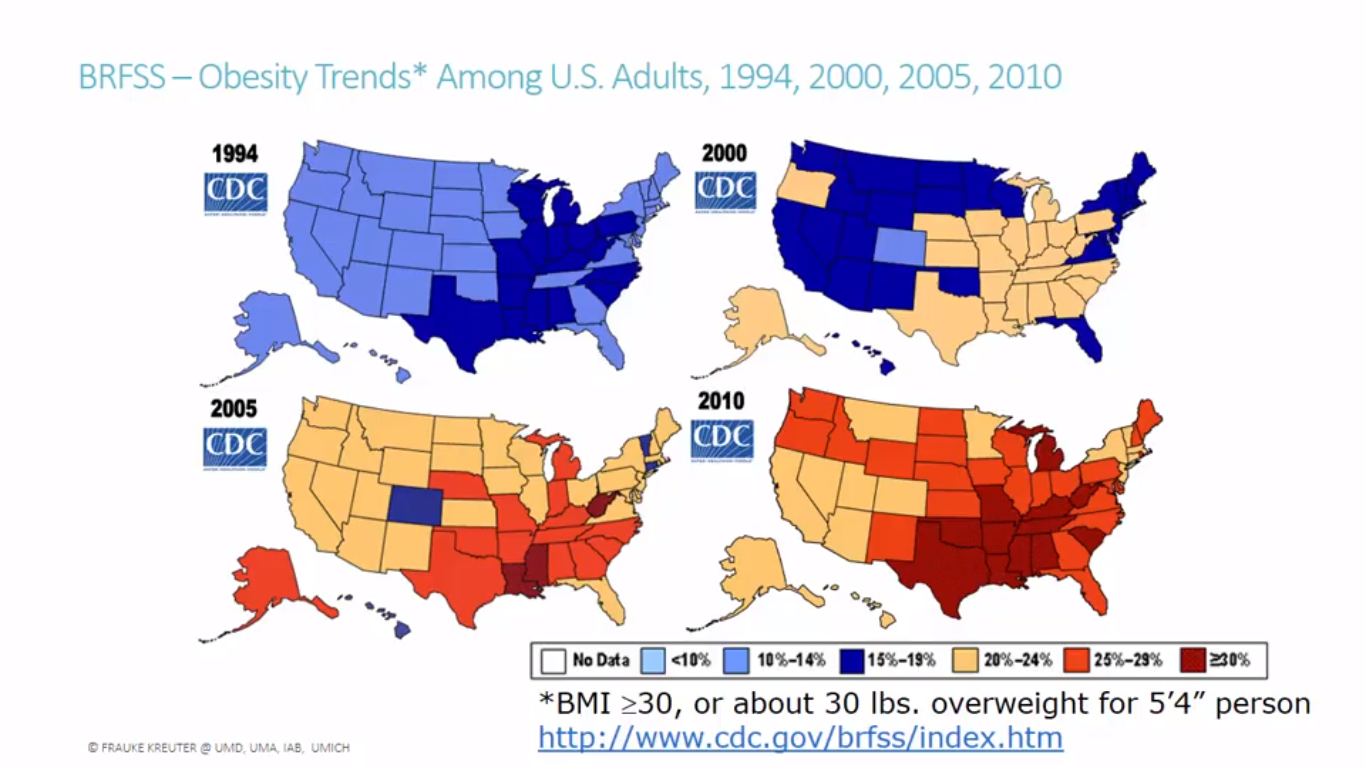 BRFSS – Obesity Trends* Among U.S. Adults, 1994, 2000, 2005, 2010
1994
CDC
2000
CDC
2005
CDC
2010
CDC
No Data <10% 10%–14% 15%–19% 20%–24% 25%–29% ≥30%
*BMI ≥30, or about 30 lbs. overweight for 5’4” person
http://www.cdc.gov/brfss/index.htm
© FRAUKE KREUTER @ UMD, UMA, IAB, UMICH